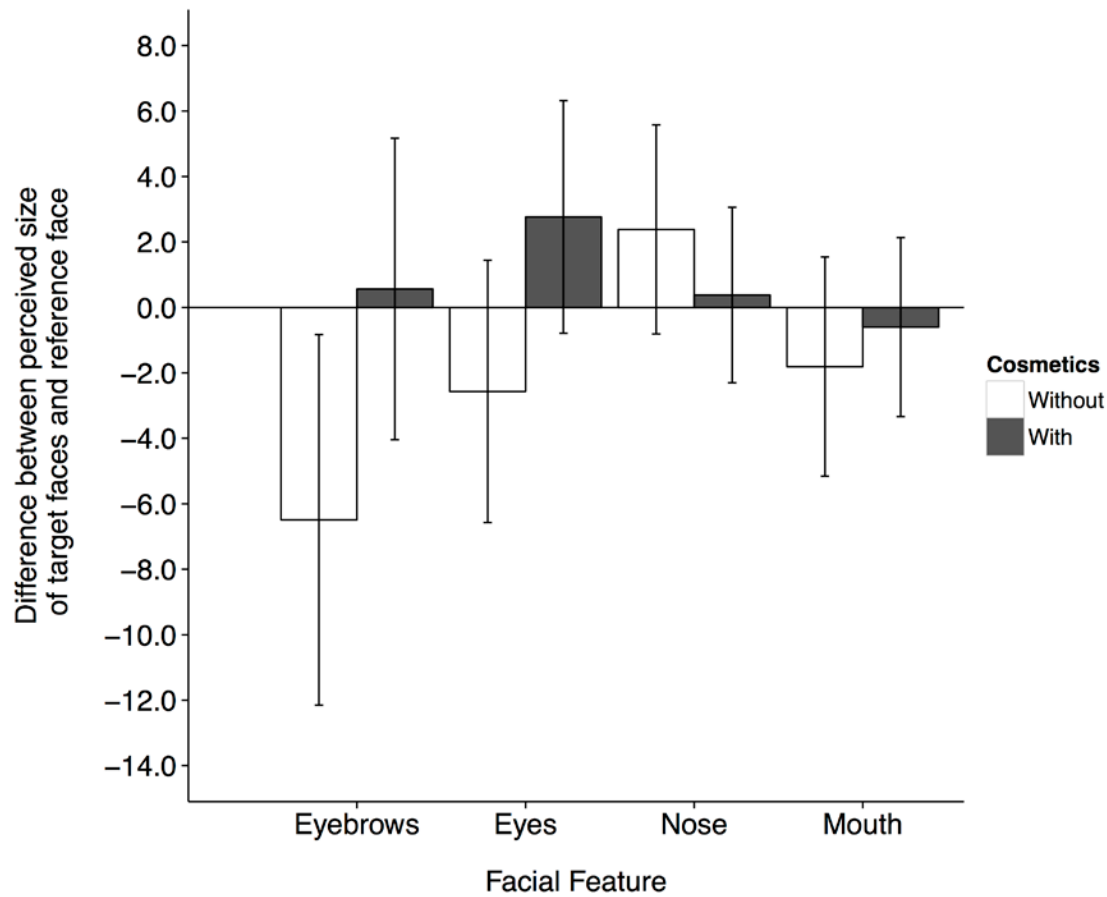 Difference between perceived size
of target faces and reference face
8.0
6.0
4.0
2.0
0.0
−2.0
−4.0
−6.0
−8.0
−10.0
−12.0
−14.0
Eyebrows Eyes Nose Mouth
Facial Feature
Cosmetics
Without
With